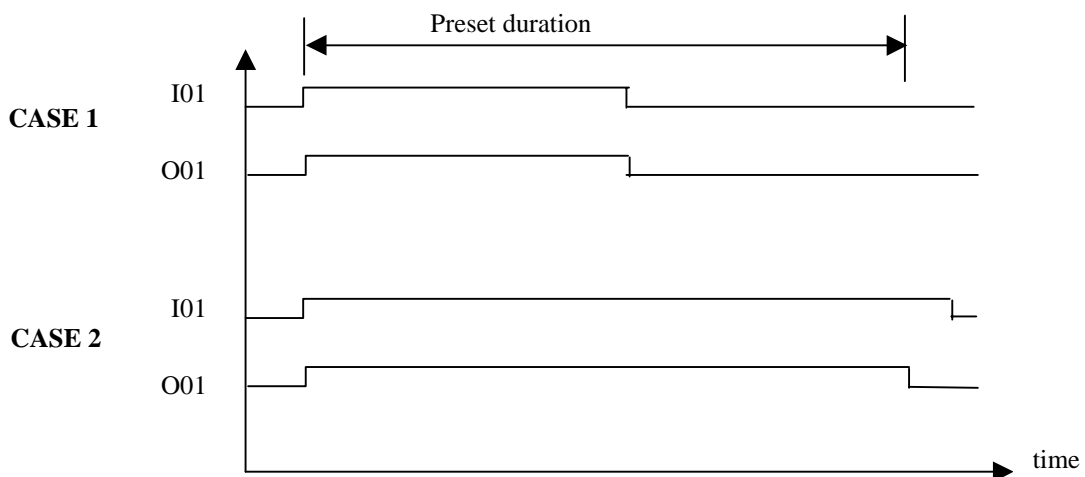 Preset duration
I01
CASE 1
O01
I01
CASE 2
O01
time